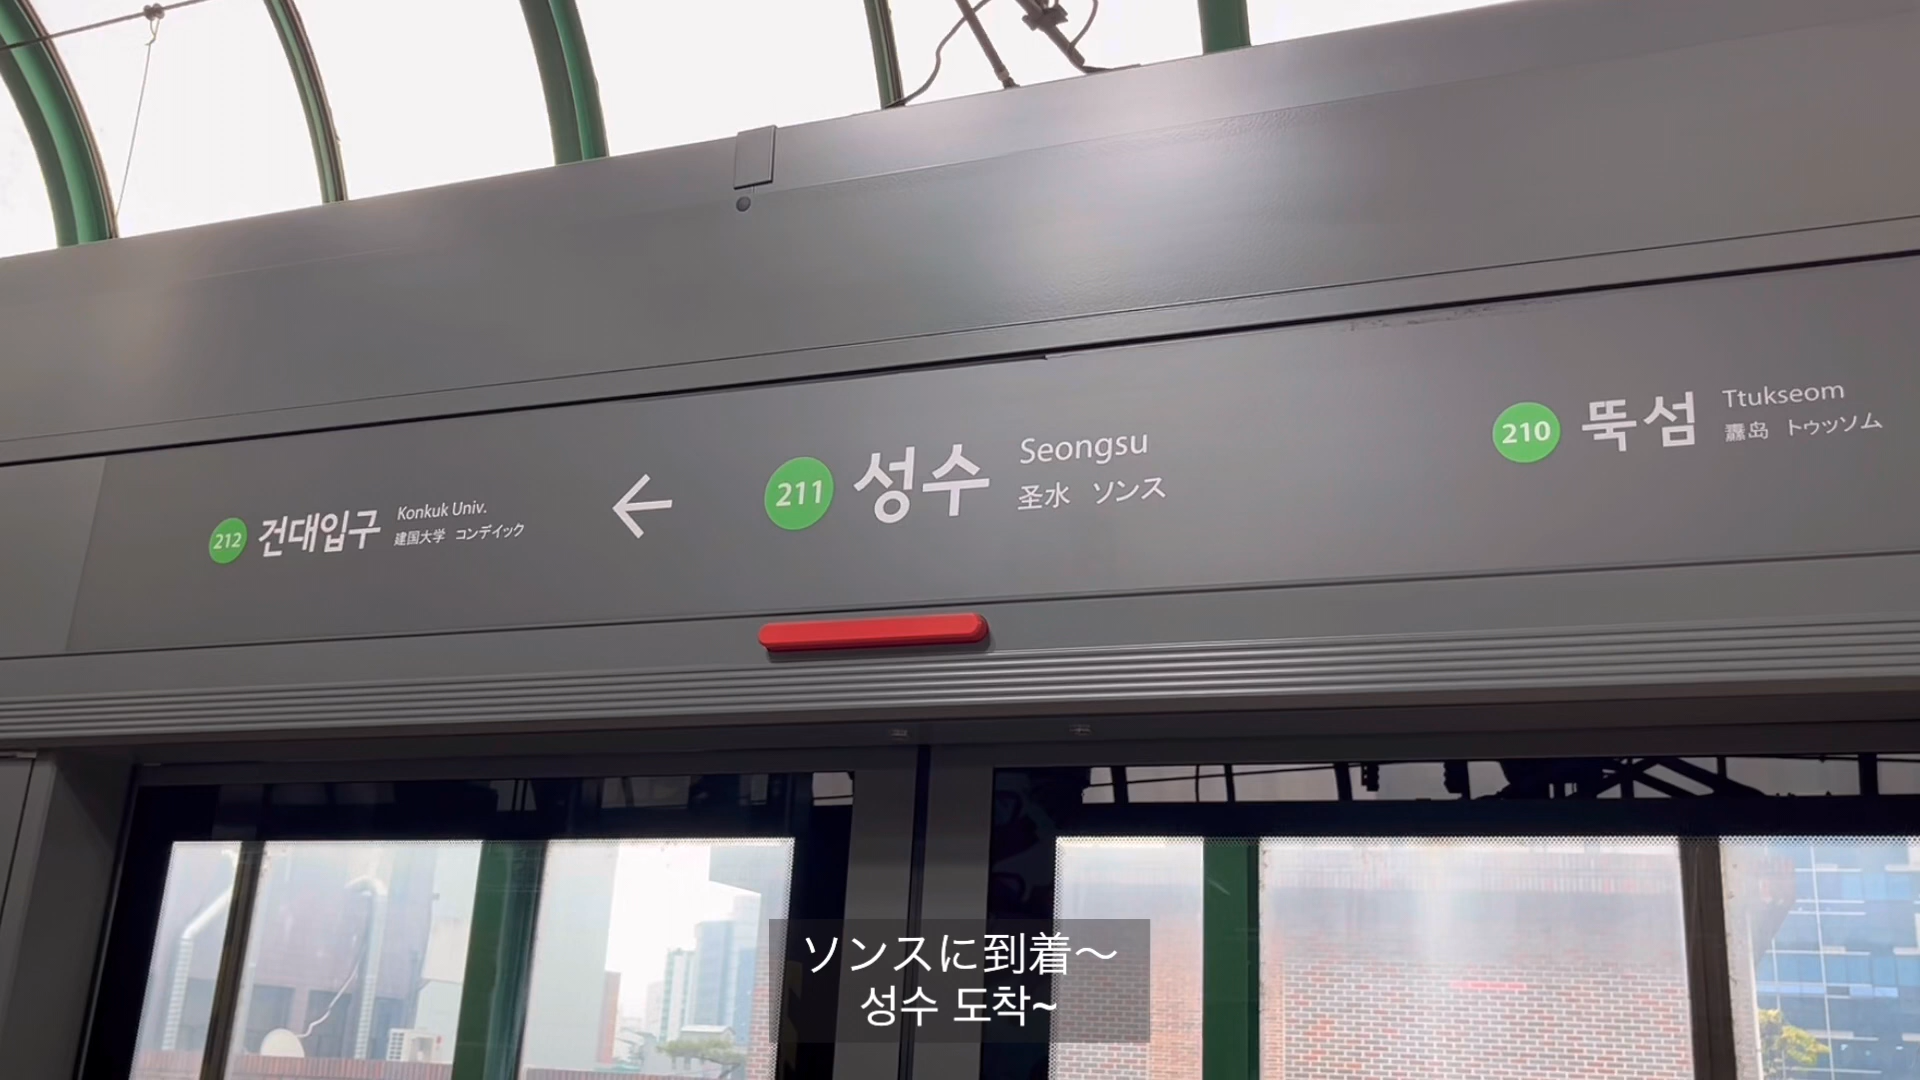 212 건대입구 Konkuk Univ.
建国大学 コンデイック
←
211 성수 Seongsu
圣水 ソンス
210 뚝섬 Ttukseom
纛岛 トゥッソム
ソンスに到着～
성수 도착~